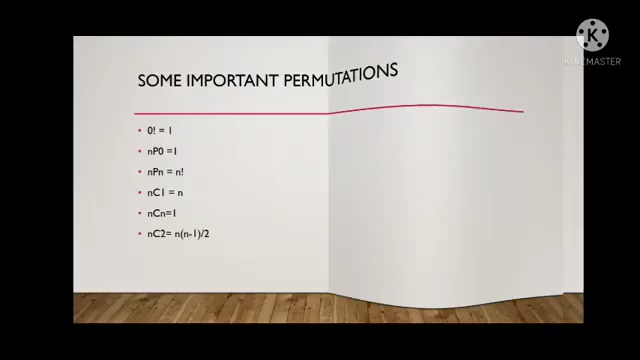 K
KINEMASTER
SOME IMPORTANT PERMUTATIONS
• 0! = 1
• nP0 =1
• nPn = n!
• nC1 = n
• nCn=1
• nC2= n(n-1)/2